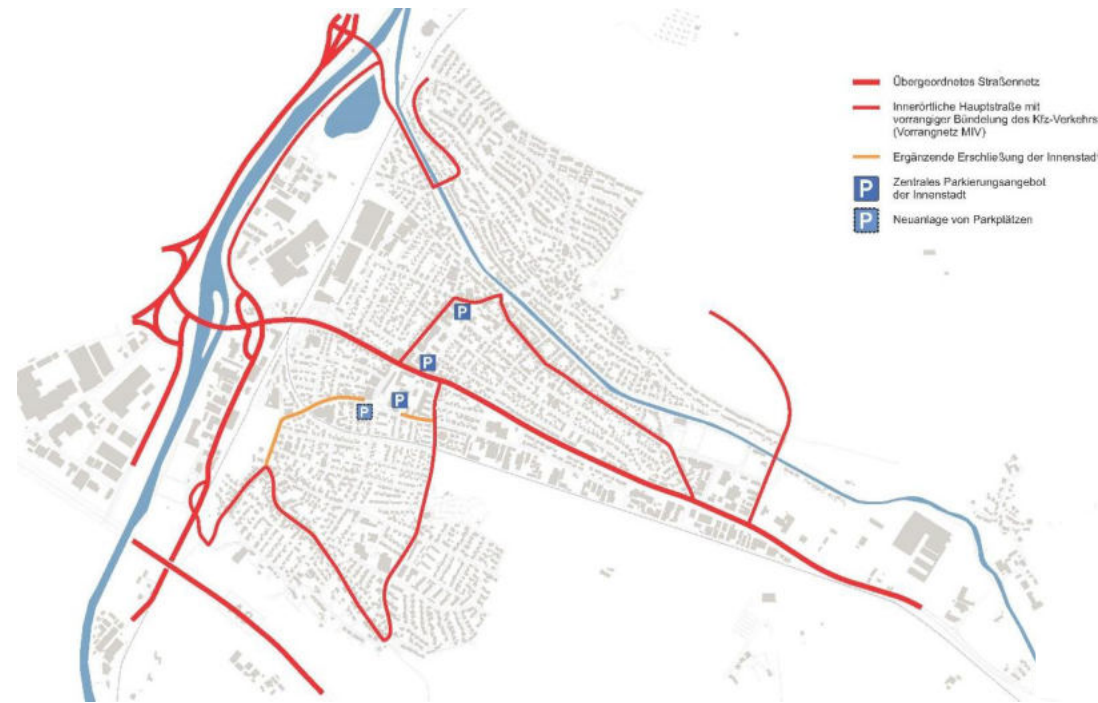 Übergeordnetes Straßennetz
Innerörtliche Hauptstraße mit
vorrangiger Bündelung des Kfz-Verkehrs
(Vorrangnetz MIV)
Ergänzende Erschließung der Innenstadt
P Zentrales Parkierungsangebot
der Innenstadt
P Neuanlage von Parkplätzen
P
P
P
P